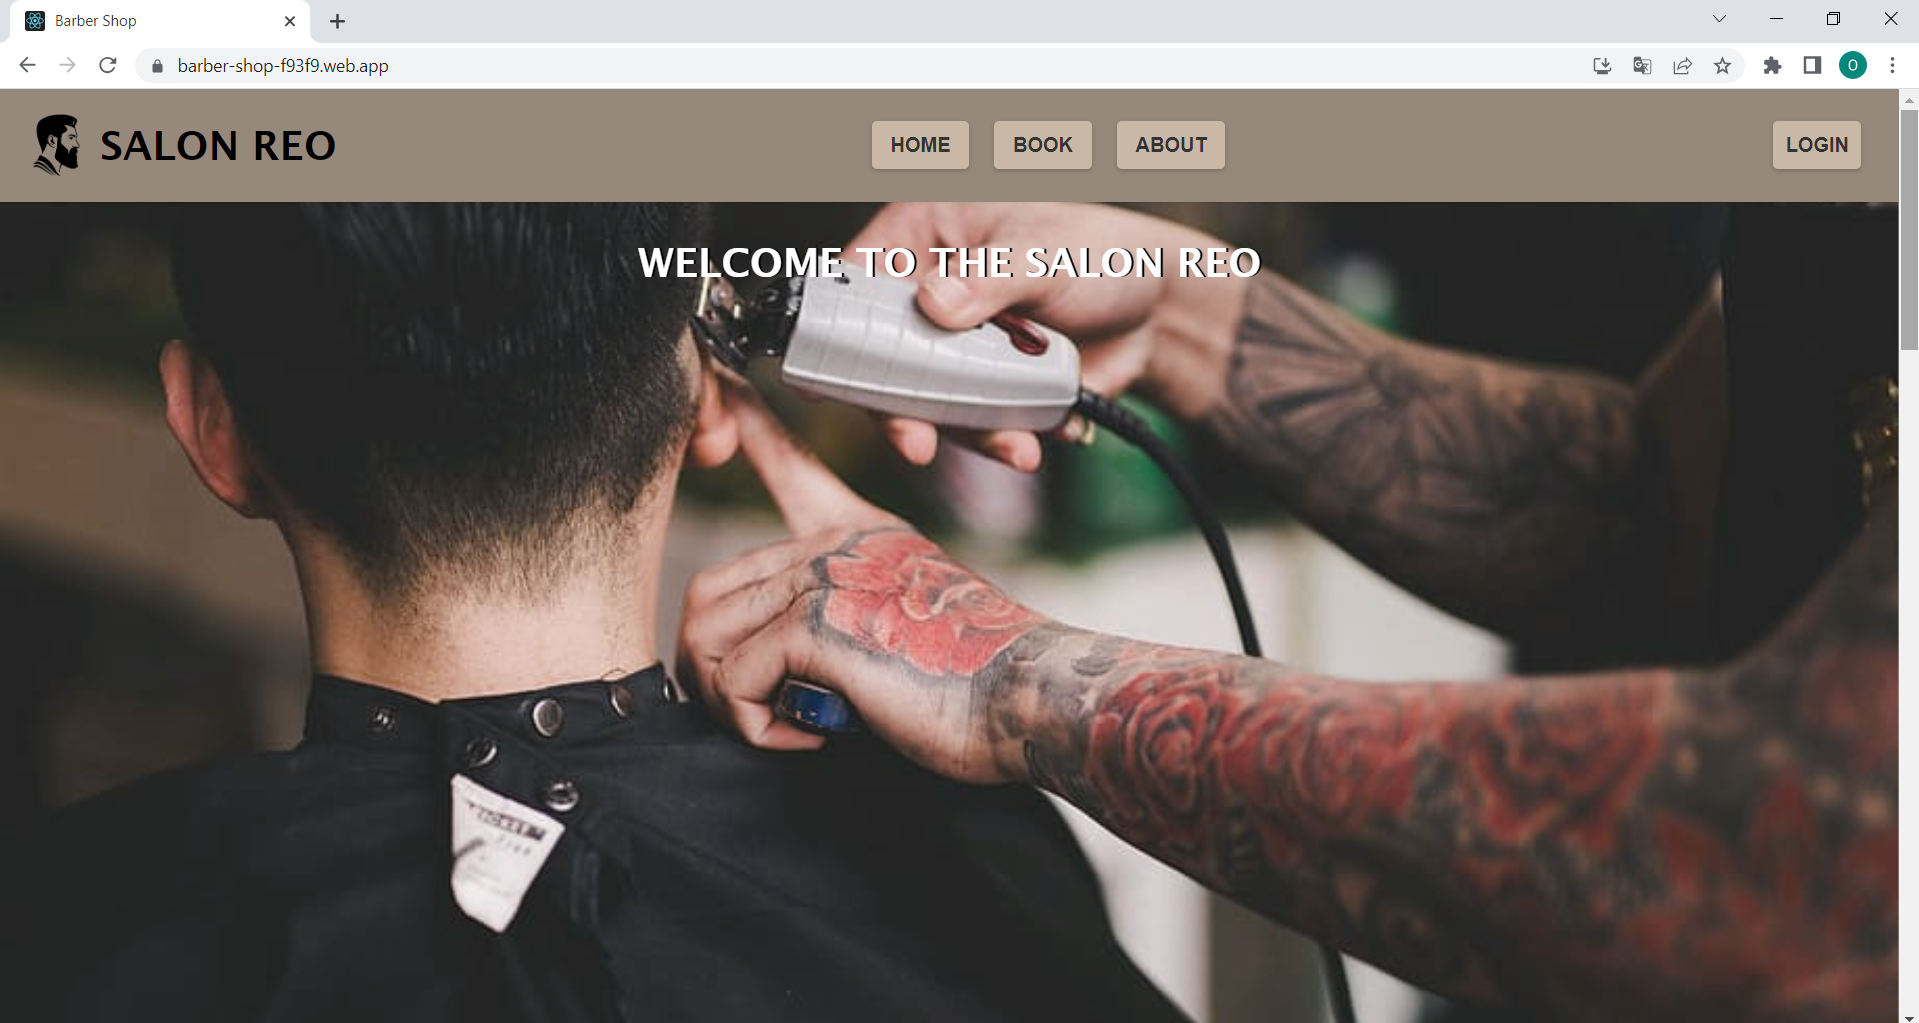 Barber Shop
barber-shop-f93f9.web.app
O
SALON REO
HOME
BOOK
ABOUT
LOGIN
WELCOME TO THE SALON REO